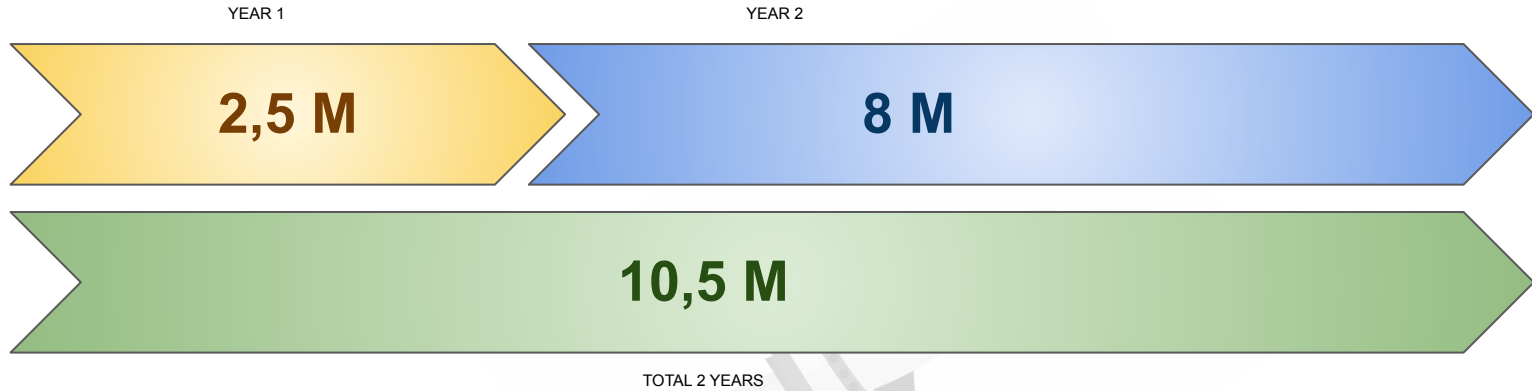 YEAR 1
YEAR 2
2,5 M
8 M
10,5 M
TOTAL 2 YEARS